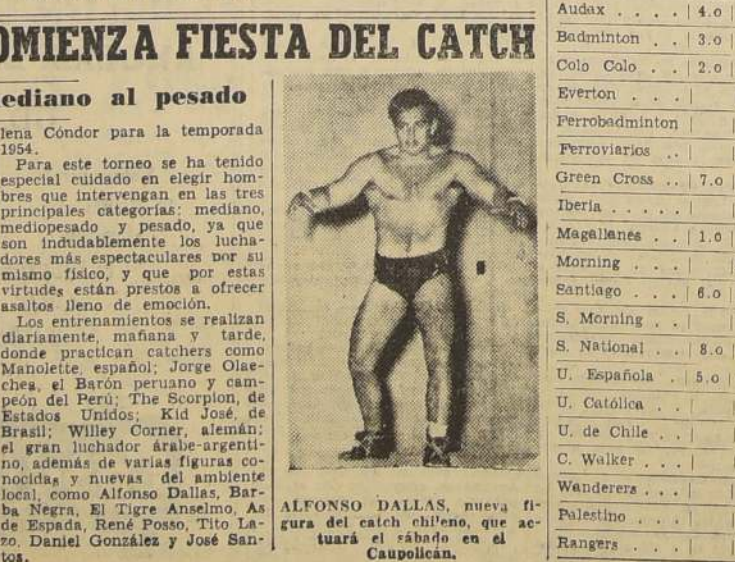 OMIENZA FIESTA DEL CATCH
ediano al pesado
lena Cóndor para la temporada
1954.
Para este torneo se ha tenido
especial cuidado en elegir hom-
bres que intervengan en las tres
principales categorías: mediano,
mediopesado y pesado, ya que
son indudablemente los lucha-
dores más espectaculares por su
mismo físico, y que por estas
virtudes están prestos a ofrecer
asaltos lleno de emoción.
Los entrenamientos se realizan
diariamente, mañana y tarde,
donde practican catchers como
Manolette, español; Jorge Olae-
chea, el Barón peruano y cam-
peón del Perú; The Scorpion, de
Estados Unidos; Kid José, de
Brasil; Willey Corner, alemán;
el gran luchador árabe-argenti-
no, además de varias figuras co-
nocidas y nuevas del ambiente
local, como Alfonso Dallas, Bar-
ba Negra, El Tigre Anselmo, As
de Espada, René Posso, Tito La-
zo, Daniel González y José San-
tos.
ALFONSO DALLAS, nueva fi-
gura del catch chileno, que ac-
tuará el sábado en el
Caupolicán.
Audax . . . . | 4.o |
Badminton . . | 3.o |
Colo Colo . . | 2.o |
Everton . . . |
Ferrobadminton |
Ferroviarios . . |
Green Cross . . | 7.o |
Iberia . . . . . |
Magallanes . . | 1.o |
Morning . . . |
Santiago . . . | 6.o |
S. Morning . . |
S. National . . | 8.o |
U. Española . | 5.o |
U. Católica . . |
U. de Chile . . |
C. Walker . . . |
Wanderers . . . |
Palestino . . . |
Rangers . . . |